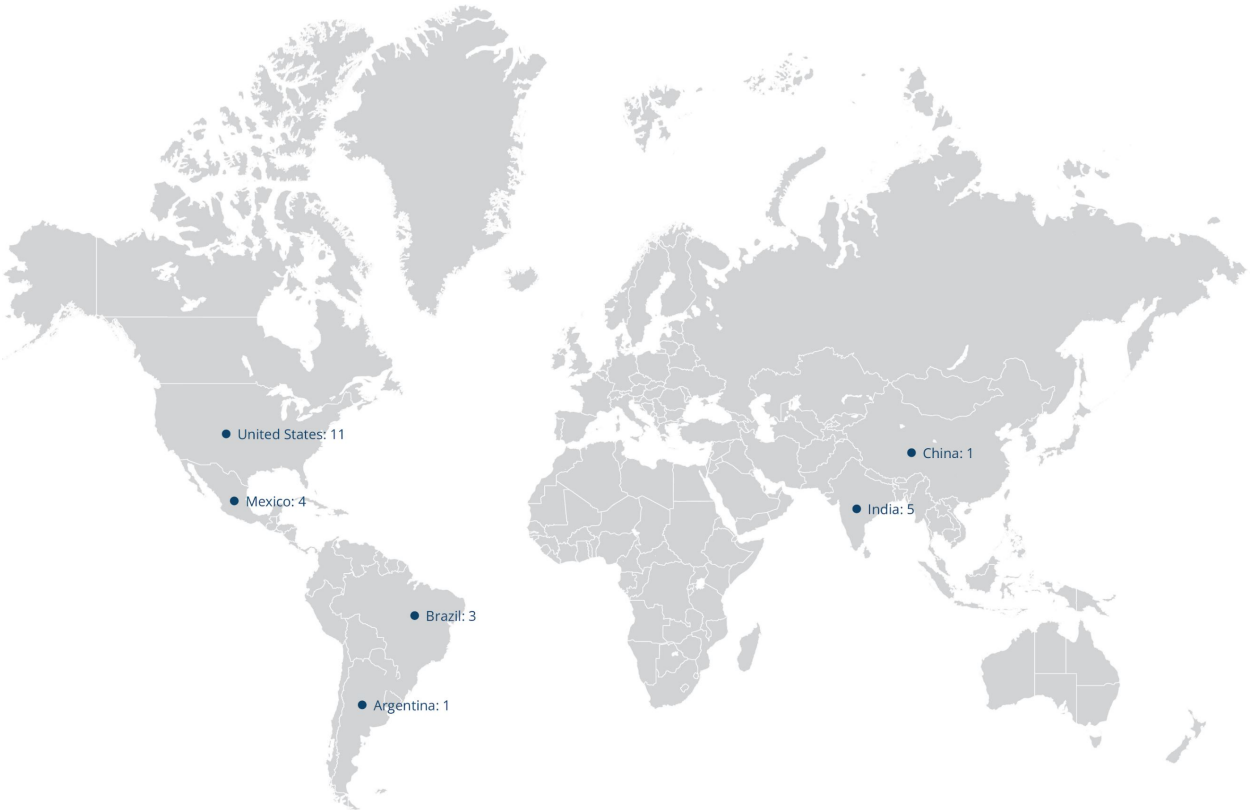 United States: 11
China: 1
Mexico: 4
India: 5
Brazil: 3
Argentina: 1